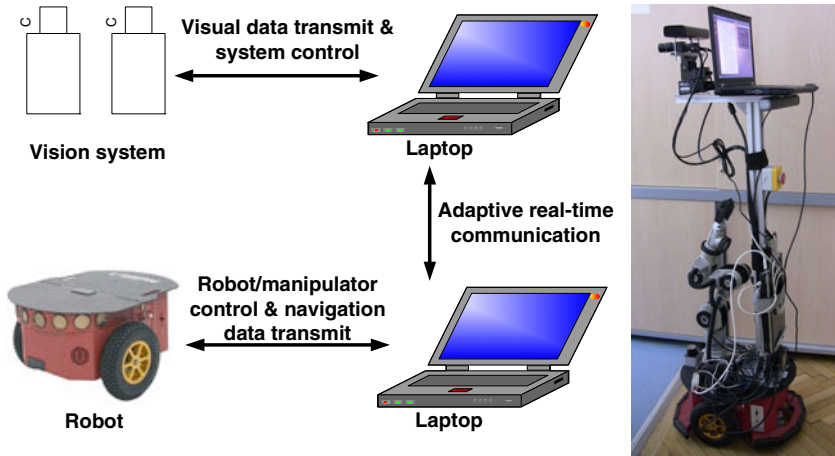 C
C
Visual data transmit &
system control
Vision system
Laptop
Adaptive real-time
communication
Robot/manipulator
control & navigation
data transmit
Robot
Laptop